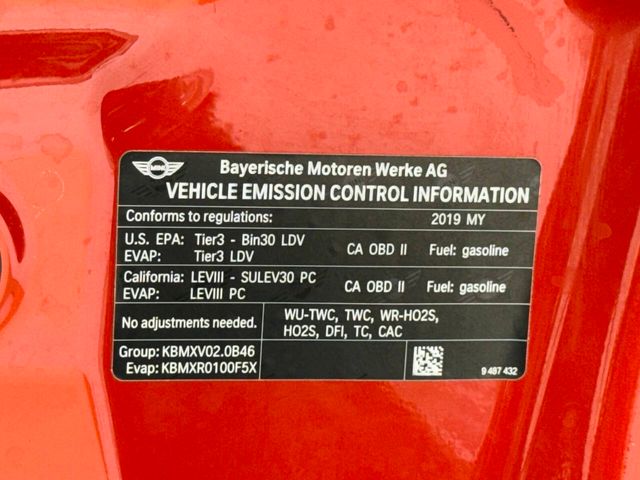 MINI
Bayerische Motoren Werke AG
VEHICLE EMISSION CONTROL INFORMATION
Conforms to regulations: 2019 MY
U.S. EPA: Tier3 - Bin30 LDV CA OBD II Fuel: gasoline
EVAP: Tier3 LDV
California: LEVIII - SULEV30 PC CA OBD II Fuel: gasoline
EVAP: LEVIII PC
No adjustments needed.
WU-TWC, TWC, WR-HO2S,
HO2S, DFI, TC, CAC
Group: KBMXV02.0B46
Evap: KBMXR0100F5X
9 487 432